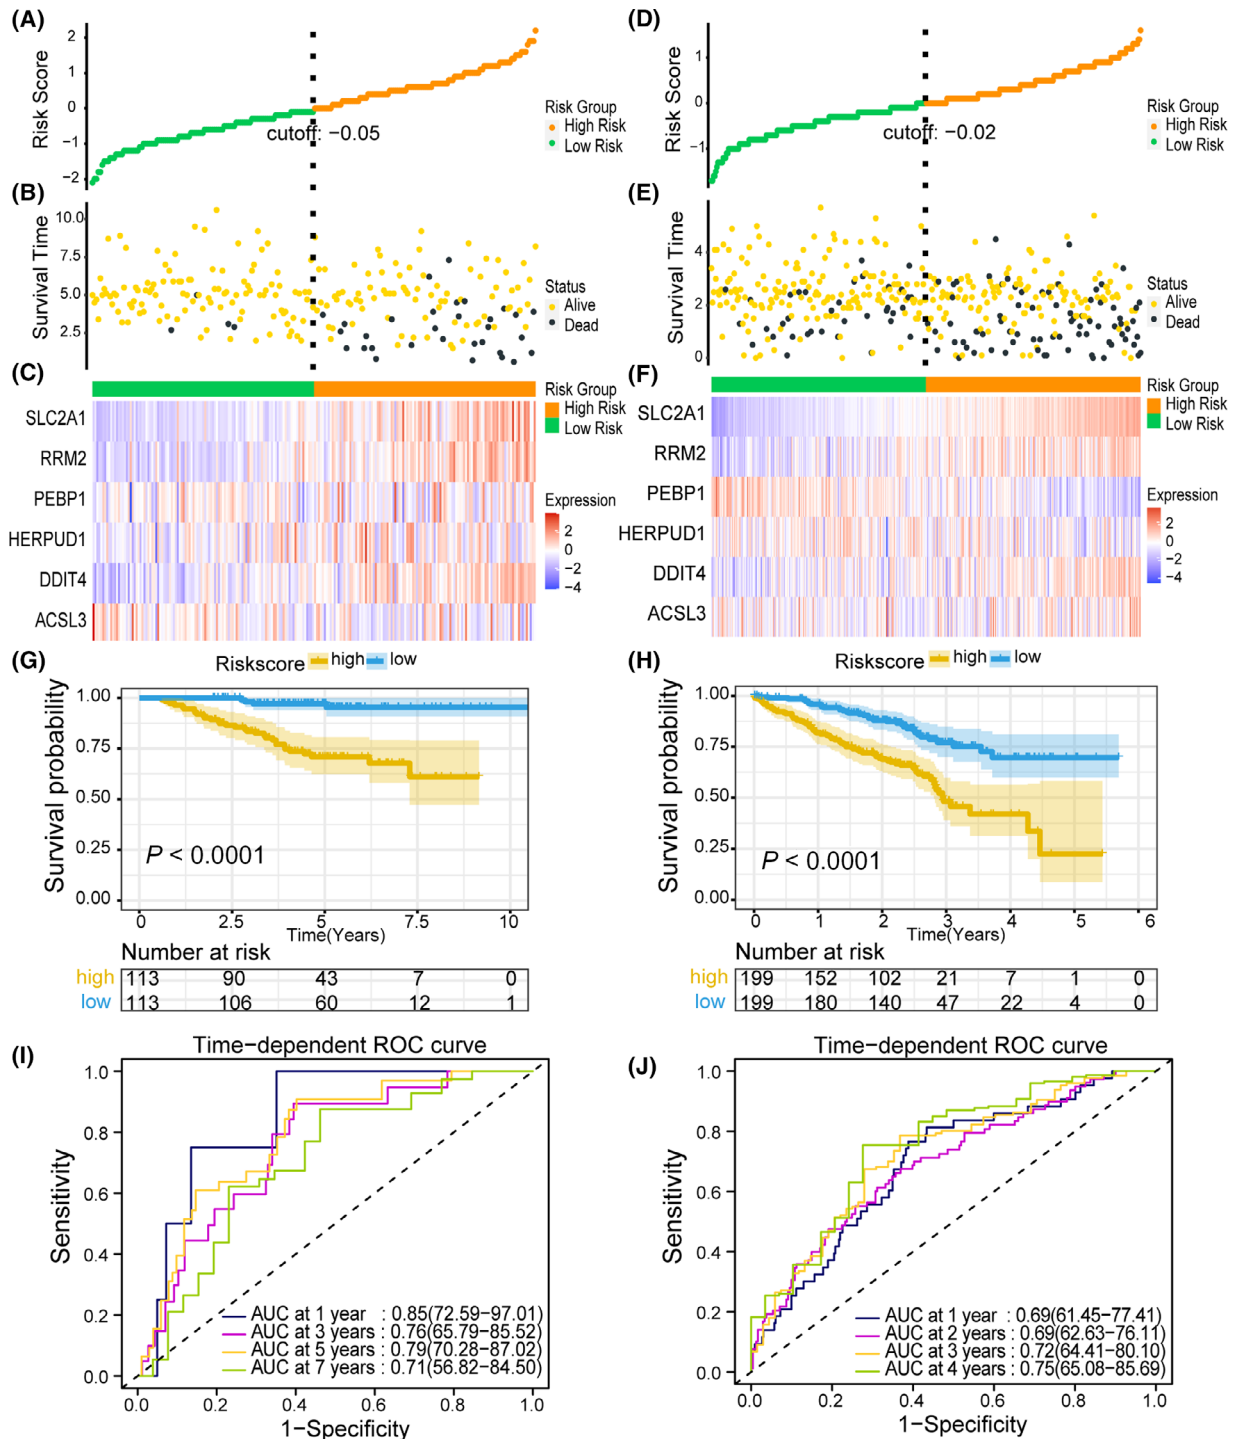 (A)
Risk Score
2
1
0
−1
−2
cutoff: −0.05
Risk Group
High Risk
Low Risk
(D)
Risk Score
1
0
−1
cutoff: −0.02
Risk Group
High Risk
Low Risk
(B)
Survival Time
10.0
7.5
5.0
2.5
Status
Alive
Dead
(E)
Survival Time
4
2
0
Status
Alive
Dead
(C)
SLC2A1
RRM2
PEBP1
HERPUD1
DDIT4
ACSL3
Risk Group
High Risk
Low Risk
Expression
2
0
−2
−4
(F)
SLC2A1
RRM2
PEBP1
HERPUD1
DDIT4
ACSL3
Risk Group
High Risk
Low Risk
Expression
2
0
−2
−4
(G)
Riskscore high low
Survival probability
1.00
0.75
0.50
0.25
0.00
P < 0.0001
0 2.5 5 7.5 10
Time(Years)
Number at risk
high 113 90 43 7 0
low 113 106 60 12 1
(H)
Riskscore high low
Survival probability
1.00
0.75
0.50
0.25
0.00
P < 0.0001
0 1 2 3 4 5 6
Time(Years)
Number at risk
high 199 152 102 21 7 1 0
low 199 180 140 47 22 4 0
(I)
Time−dependent ROC curve
Sensitivity
1.0
0.8
0.6
0.4
0.2
0.0
AUC at 1 year : 0.85(72.59−97.01)
AUC at 3 years : 0.76(65.79−85.52)
AUC at 5 years : 0.79(70.28−87.02)
AUC at 7 years : 0.71(56.82−84.50)
0.0 0.2 0.4 0.6 0.8 1.0
1−Specificity
(J)
Time−dependent ROC curve
Sensitivity
1.0
0.8
0.6
0.4
0.2
0.0
AUC at 1 year : 0.69(61.45−77.41)
AUC at 2 years : 0.69(62.63−76.11)
AUC at 3 years : 0.72(64.41−80.10)
AUC at 4 years : 0.75(65.08−85.69)
0.0 0.2 0.4 0.6 0.8 1.0
1−Specificity